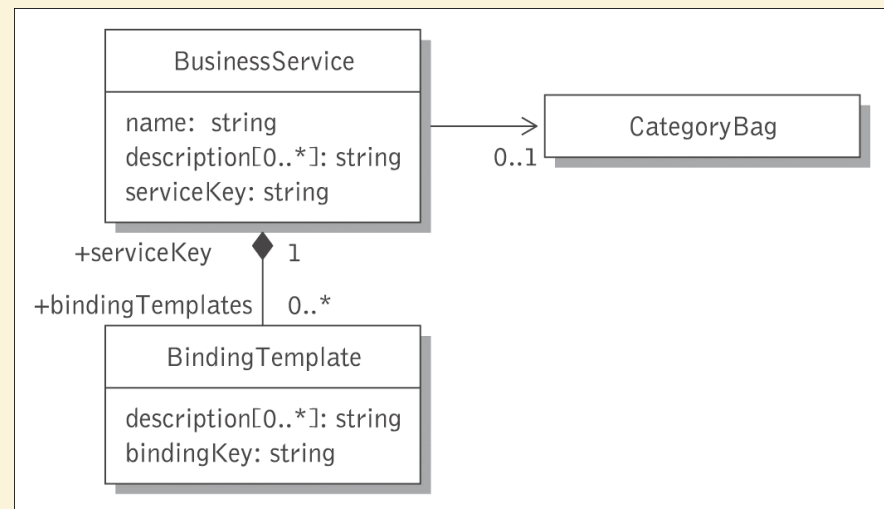 BusinessService
name: string
description[0..*]: string
serviceKey: string
CategoryBag
0..1
+serviceKey 1
+bindingTemplates 0..*
BindingTemplate
description[0..*]: string
bindingKey: string